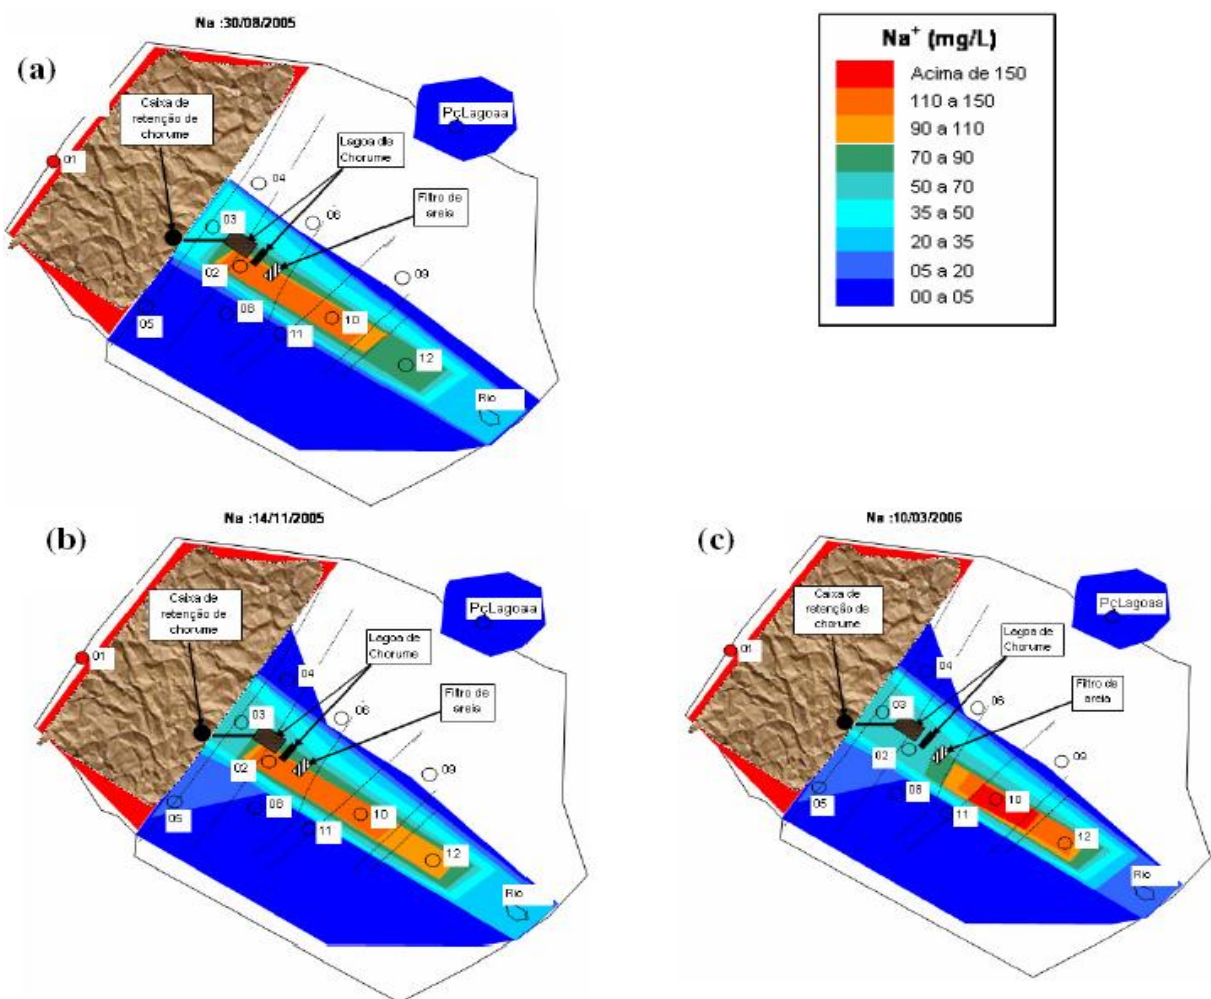 Na :30/08/2005
(a)
Caixa de
retenção de
chorume
Lagoa de
Chorume
Filtro de
areia
PçLagoaa
01
04
03
06
02
09
08
05
11
10
12
Rio
Na⁺ (mg/L)
Acima de 150
110 a 150
90 a 110
70 a 90
50 a 70
35 a 50
20 a 35
05 a 20
00 a 05
Na :14/11/2005
(b)
Caixa de
retenção de
chorume
Lagoa de
Chorume
Filtro de
areia
PçLagoaa
01
04
03
06
02
09
08
05
11
10
12
Rio
Na :10/03/2006
(c)
Caixa de
retenção de
chorume
Lagoa de
Chorume
Filtro de
areia
PçLagoaa
01
04
03
06
02
09
08
05
11
10
12
Rio